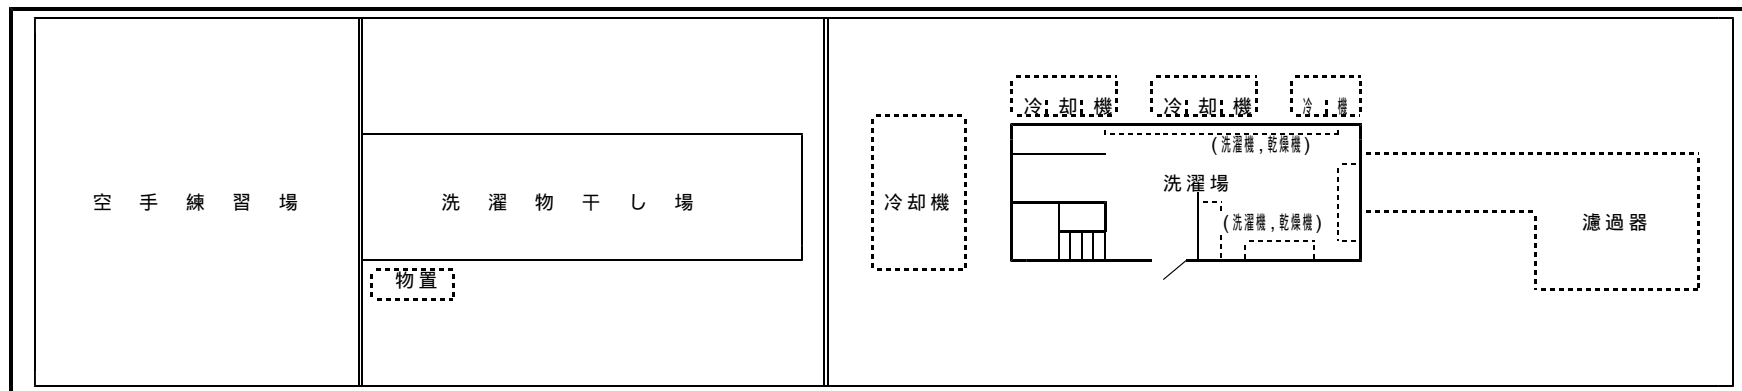 冷却機 冷却機 冷 機
(洗濯機,乾燥機)
洗濯場
空手練習場 洗濯物干し場 冷却機
(洗濯機,乾燥機) 濾過器
物置